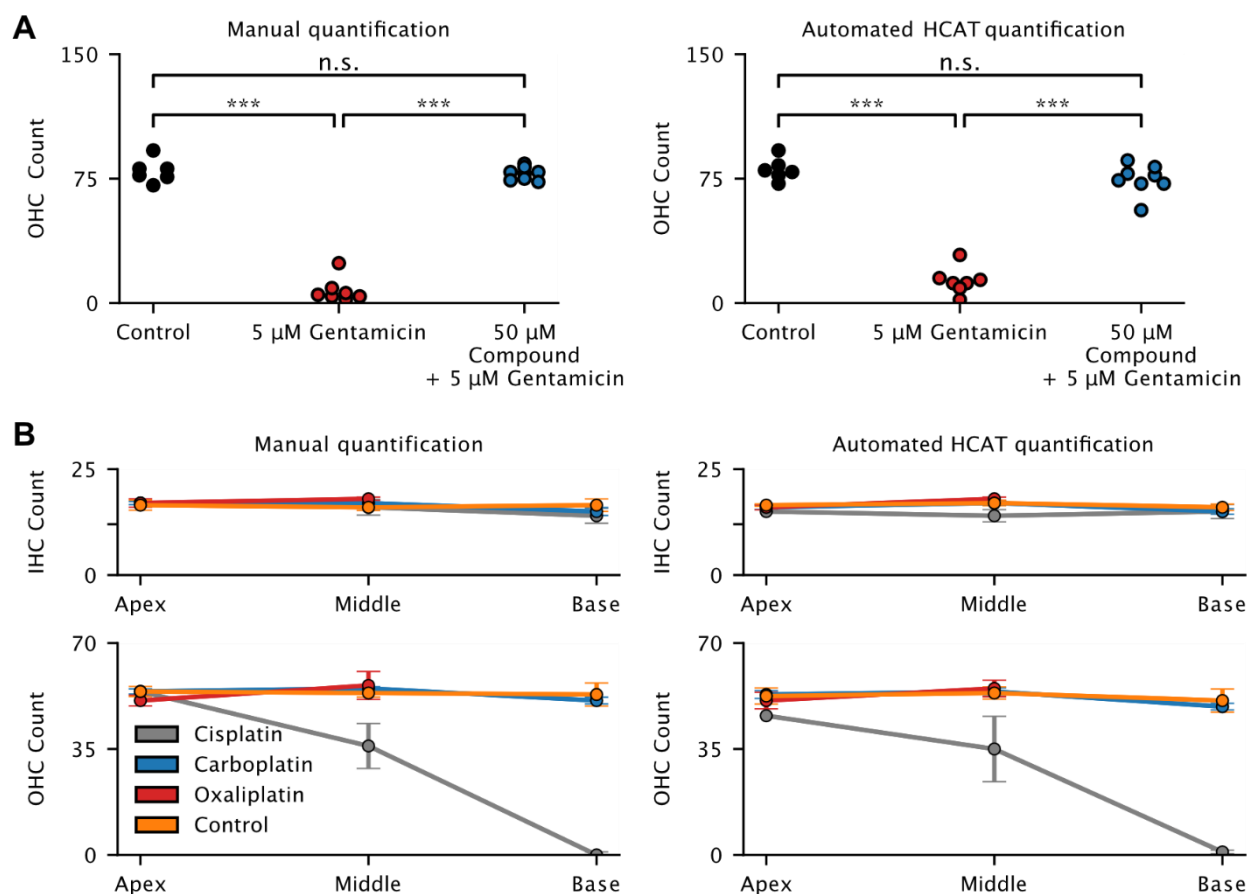 A
Manual quantification
150
75
0
OHC Count
n.s.
***
***
Control
5 µM Gentamicin
50 µM
Compound
+ 5 µM Gentamicin
Automated HCAT quantification
150
75
0
OHC Count
n.s.
***
***
Control
5 µM Gentamicin
50 µM
Compound
+ 5 µM Gentamicin
B
Manual quantification
25
0
IHC Count
Apex
Middle
Base
Automated HCAT quantification
25
0
IHC Count
Apex
Middle
Base
70
35
0
OHC Count
Cisplatin
Carboplatin
Oxaliplatin
Control
Apex
Middle
Base
70
35
0
OHC Count
Apex
Middle
Base